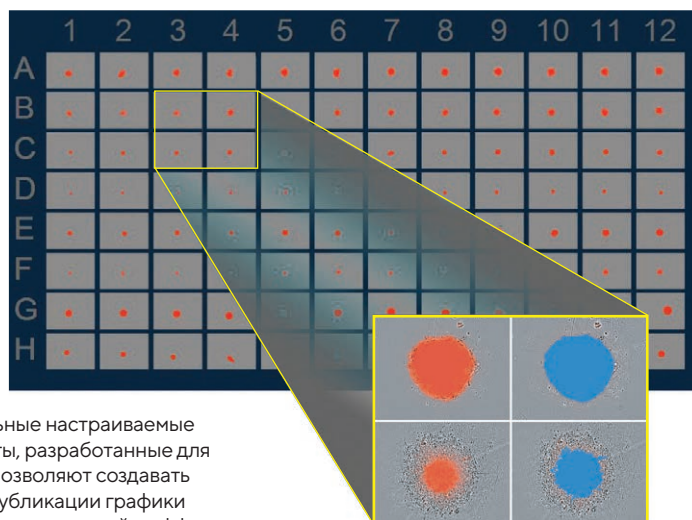 1 2 3 4 5 6 7 8 9 10 11 12
A
B
C
D
E
F
G
H
ьные настраиваемые
ты, разработанные для
озволяют создавать
убликации графики